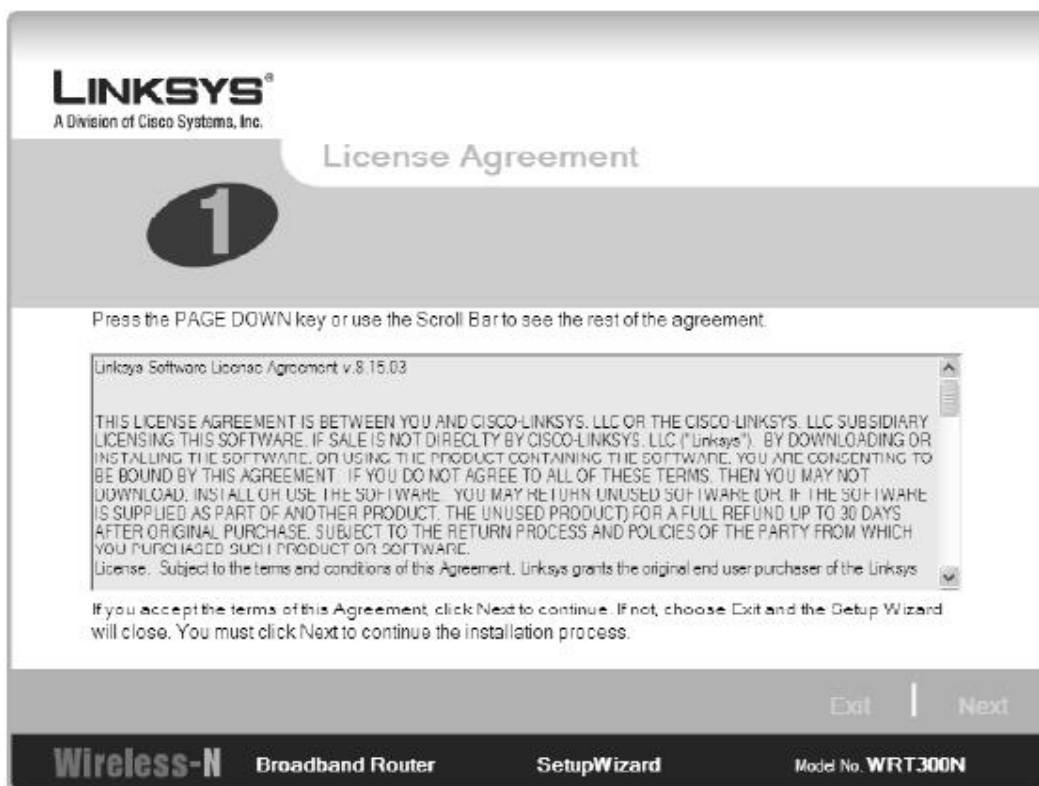 LINKSYS®
A Division of Cisco Systems, Inc.
License Agreement
1
Press the PAGE DOWN key or use the Scroll Bar to see the rest of the agreement.
Linksys Software License Agreement v.8.15.03
THIS LICENSE AGREEMENT IS BETWEEN YOU AND CISCO-LINKSYS, LLC OR THE CISCO-LINKSYS, LLC SUBSIDIARY
LICENSING THIS SOFTWARE, IF SALE IS NOT DIRECLTY BY CISCO-LINKSYS, LLC ("Linksys"). BY DOWNLOADING OR
INSTALLING THE SOFTWARE, OR USING THE PRODUCT CONTAINING THE SOFTWARE, YOU ARE CONSENTING TO
BE BOUND BY THIS AGREEMENT. IF YOU DO NOT AGREE TO ALL OF THESE TERMS, THEN YOU MAY NOT
DOWNLOAD, INSTALL OR USE THE SOFTWARE. YOU MAY RETURN UNUSED SOFTWARE (OR, IF THE SOFTWARE
IS SUPPLIED AS PART OF ANOTHER PRODUCT, THE UNUSED PRODUCT) FOR A FULL REFUND UP TO 30 DAYS
AFTER ORIGINAL PURCHASE, SUBJECT TO THE RETURN PROCESS AND POLICIES OF THE PARTY FROM WHICH
YOU PURCHASED SUCH PRODUCT OR SOFTWARE.
License. Subject to the terms and conditions of this Agreement, Linksys grants the original end user purchaser of the Linksys
If you accept the terms of this Agreement, click Next to continue. If not, choose Exit and the Setup Wizard
will close. You must click Next to continue the installation process.
Exit | Next
Wireless-N Broadband Router SetupWizard Model No. WRT300N